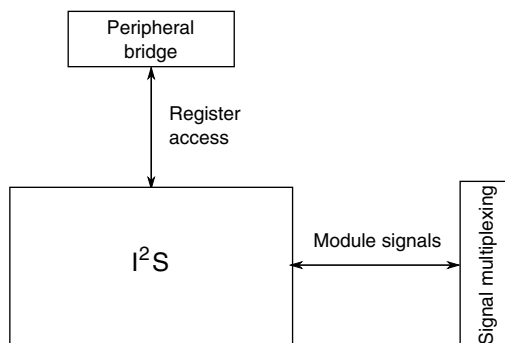 Peripheral
bridge
Register
access
I²S
Module signals
Signal multiplexing